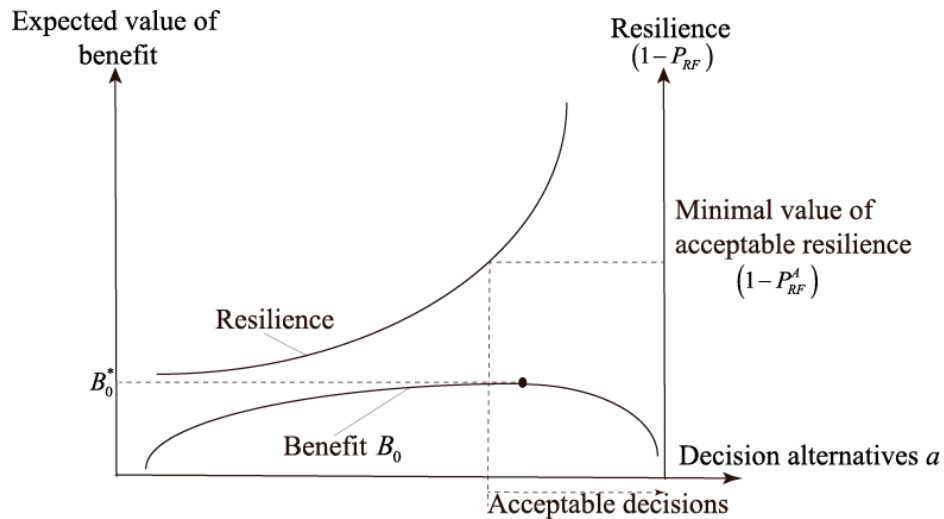 Expected value of
benefit
Resilience
(1−P_RF)
Minimal value of
acceptable resilience
(1−P_RF^A)
Resilience
B_0^*
Benefit B_0
Decision alternatives a
Acceptable decisions